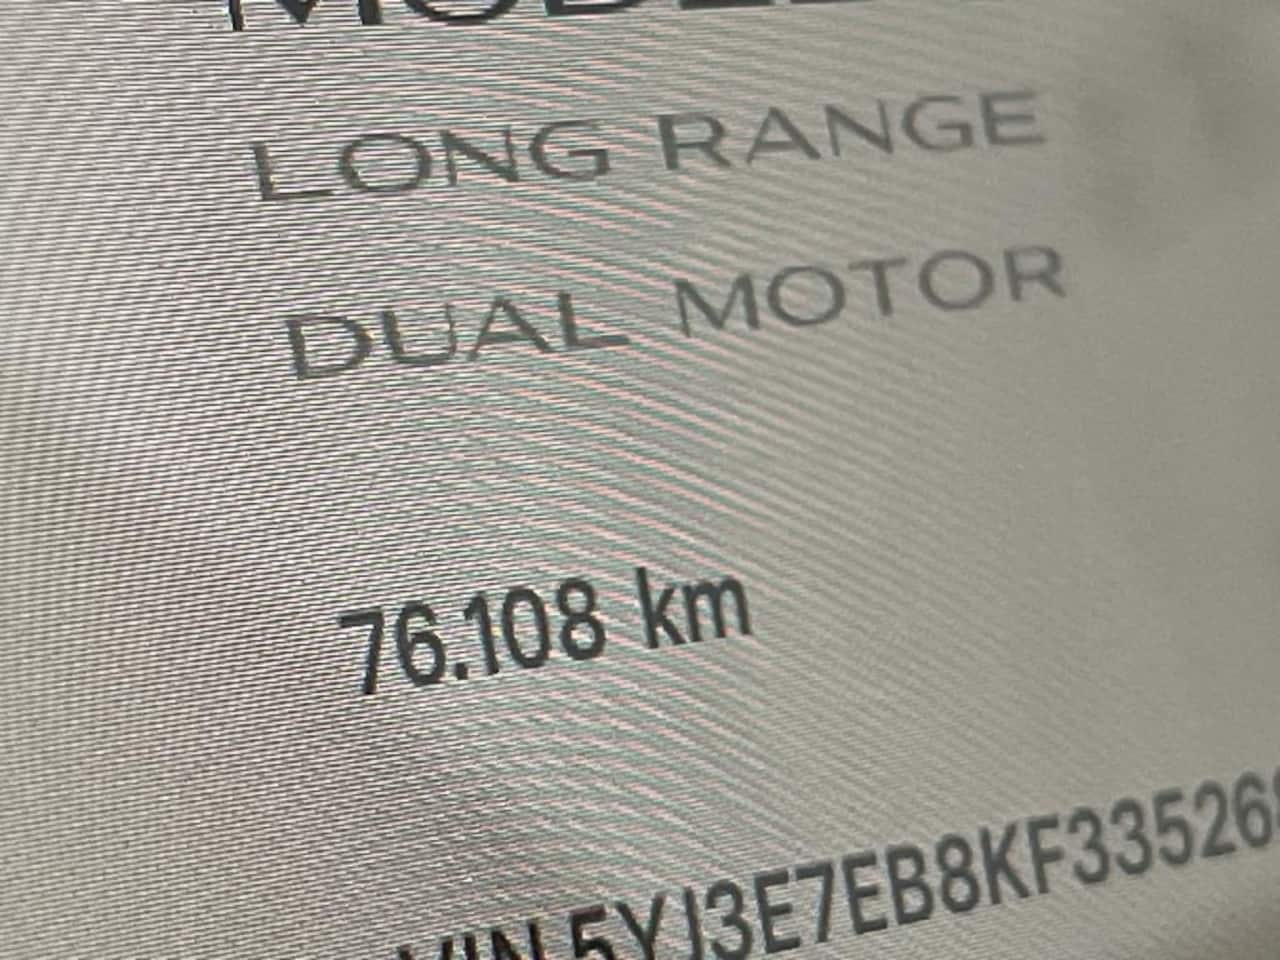 LONG RANGE
DUAL MOTOR
76.108 km
VIN 5YJ3E7EB8KF33526